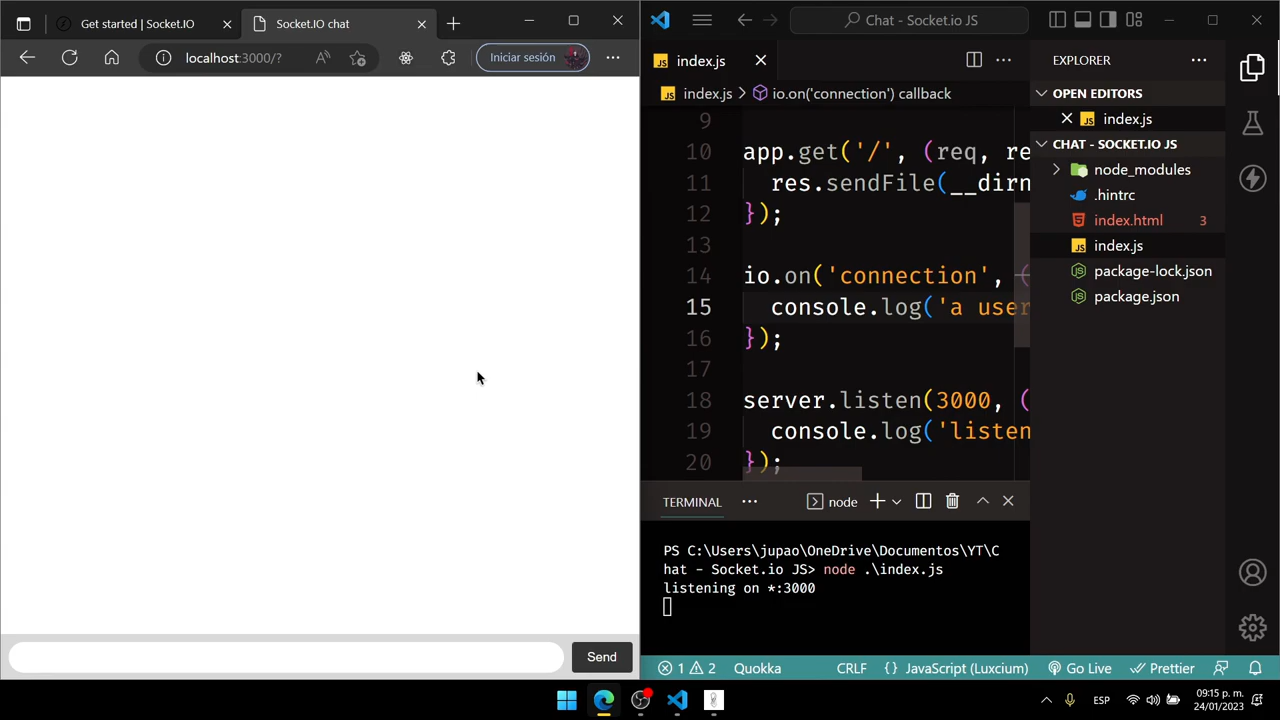 Get started | Socket.IO
Socket.IO chat
localhost:3000/?
Iniciar sesión
Send
Chat - Socket.io JS
index.js
index.js
io.on('connection') callback
9
10 app.get('/', (req, re
11 res.sendFile(__dirn
12 });
13
14 io.on('connection', (
15 console.log('a user
16 });
17
18 server.listen(3000, (
19 console.log('listen
20 });
EXPLORER
OPEN EDITORS
index.js
CHAT - SOCKET.IO JS
node_modules
.hintrc
index.html 3
index.js
package-lock.json
package.json
TERMINAL
node
PS C:\Users\jupao\OneDrive\Documentos\YT\C
hat - Socket.io JS> node .\index.js
listening on *:3000
1 2 Quokka CRLF {} JavaScript (Luxcium) Go Live Prettier
ESP
09:15 p. m.
24/01/2023